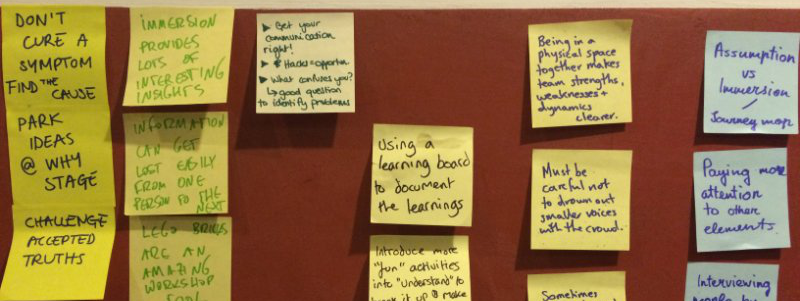 DON'T
CURE A
SYMPTOM
FIND THE CAUSE
PARK
IDEAS
@ WHY
STAGE
CHALLENGE
ACCEPTED
TRUTHS
IMMERSION
PROVIDES
LOTS OF
INTERESTING
INSIGHTS
INFORMATION
CAN GET
LOST EASILY
FROM ONE
PERSON TO THE NEXT
LEGO BRICKS
ARE AN
AMAZING
WORKSHOP
TOOL
▶ Get your
communication
right!
▶ Hacks=opportun.
▶ What confuses you?
↳ good question
to identify problems
Using a
learning board
to document
the learnings
Introduce more
"fun" activities
into "understand" to
break it up & make
Being in a
physical space
together makes
team strengths,
weaknesses +
dynamics
clearer.
Must be
careful not
to drown out
smaller voices
with the crowd.
Sometimes
Assumption
vs
Immersion
/
Journey map
Paying more
attention
to other
elements.
Interviewing